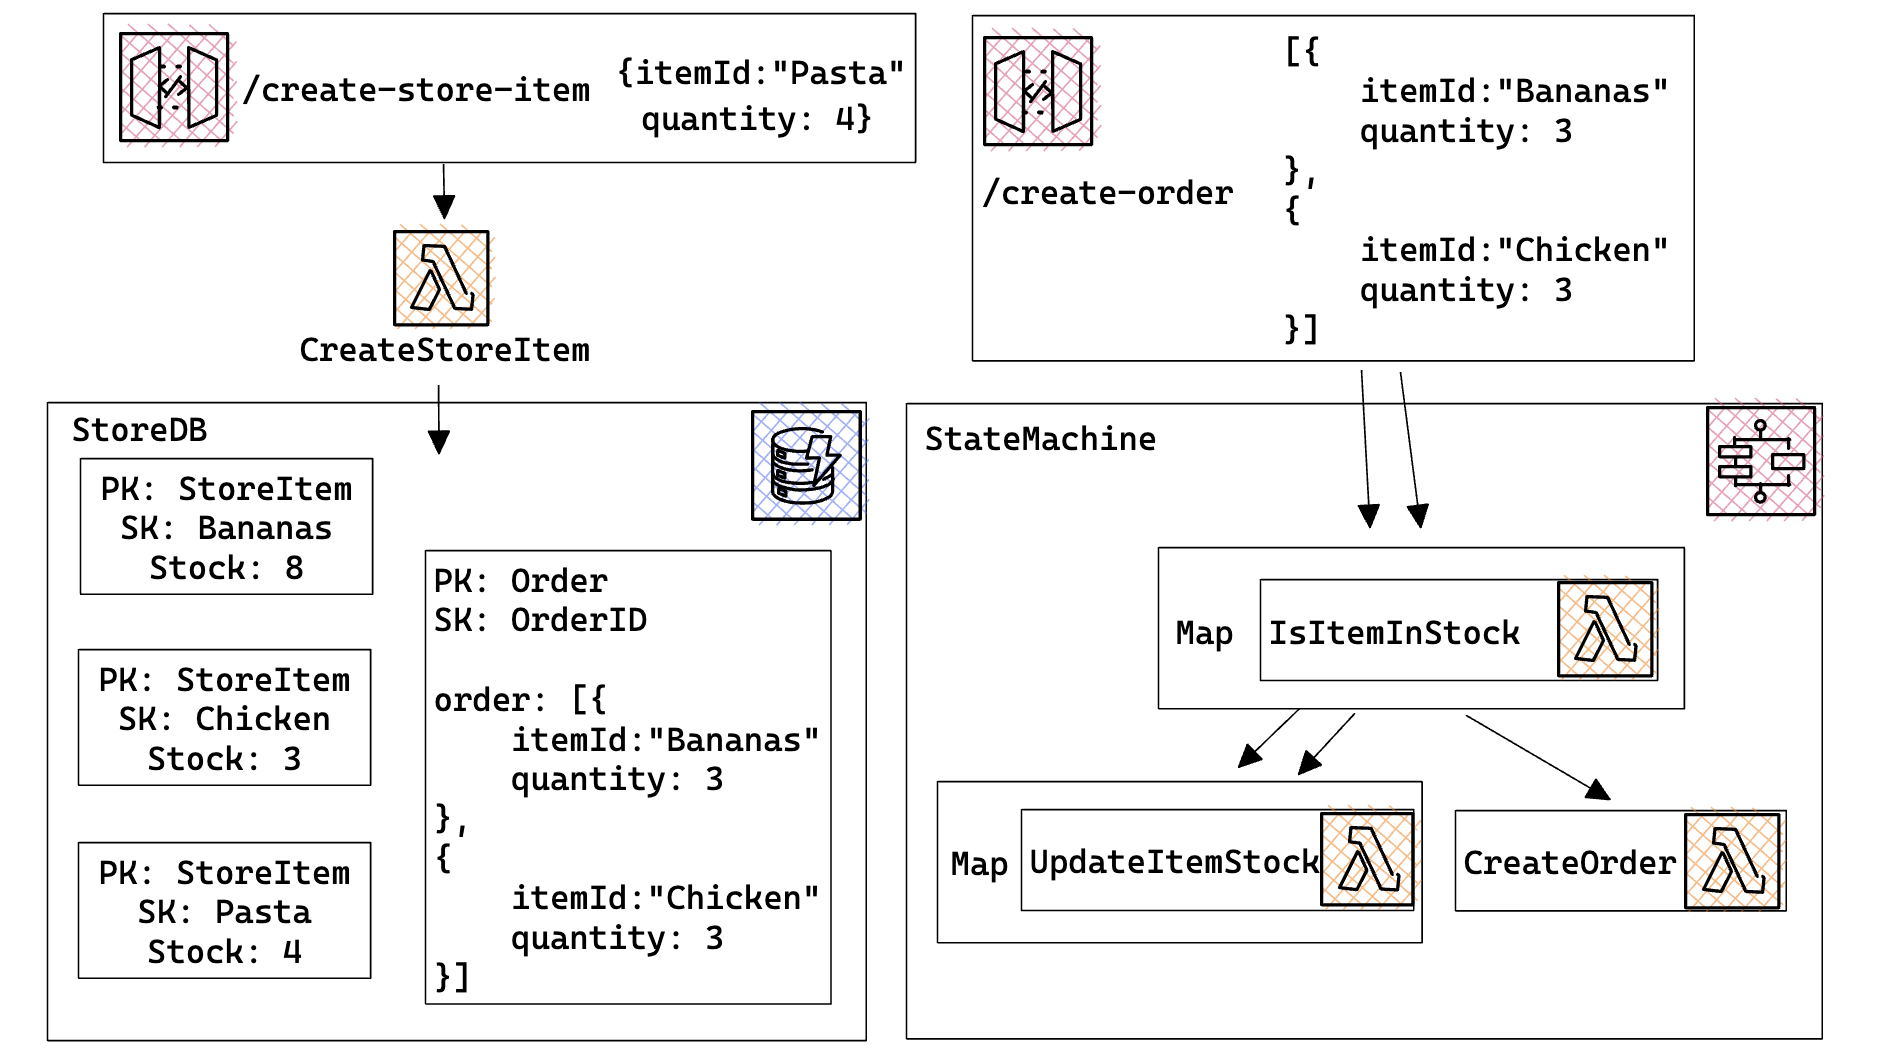 /create-store-item
{itemId:"Pasta"
quantity: 4}
CreateStoreItem
StoreDB
PK: StoreItem
SK: Bananas
Stock: 8
PK: StoreItem
SK: Chicken
Stock: 3
PK: StoreItem
SK: Pasta
Stock: 4
PK: Order
SK: OrderID
order: [{
itemId:"Bananas"
quantity: 3
},
{
itemId:"Chicken"
quantity: 3
}]
/create-order
[{
itemId:"Bananas"
quantity: 3
},
{
itemId:"Chicken"
quantity: 3
}]
StateMachine
Map
IsItemInStock
Map
UpdateItemStock
CreateOrder